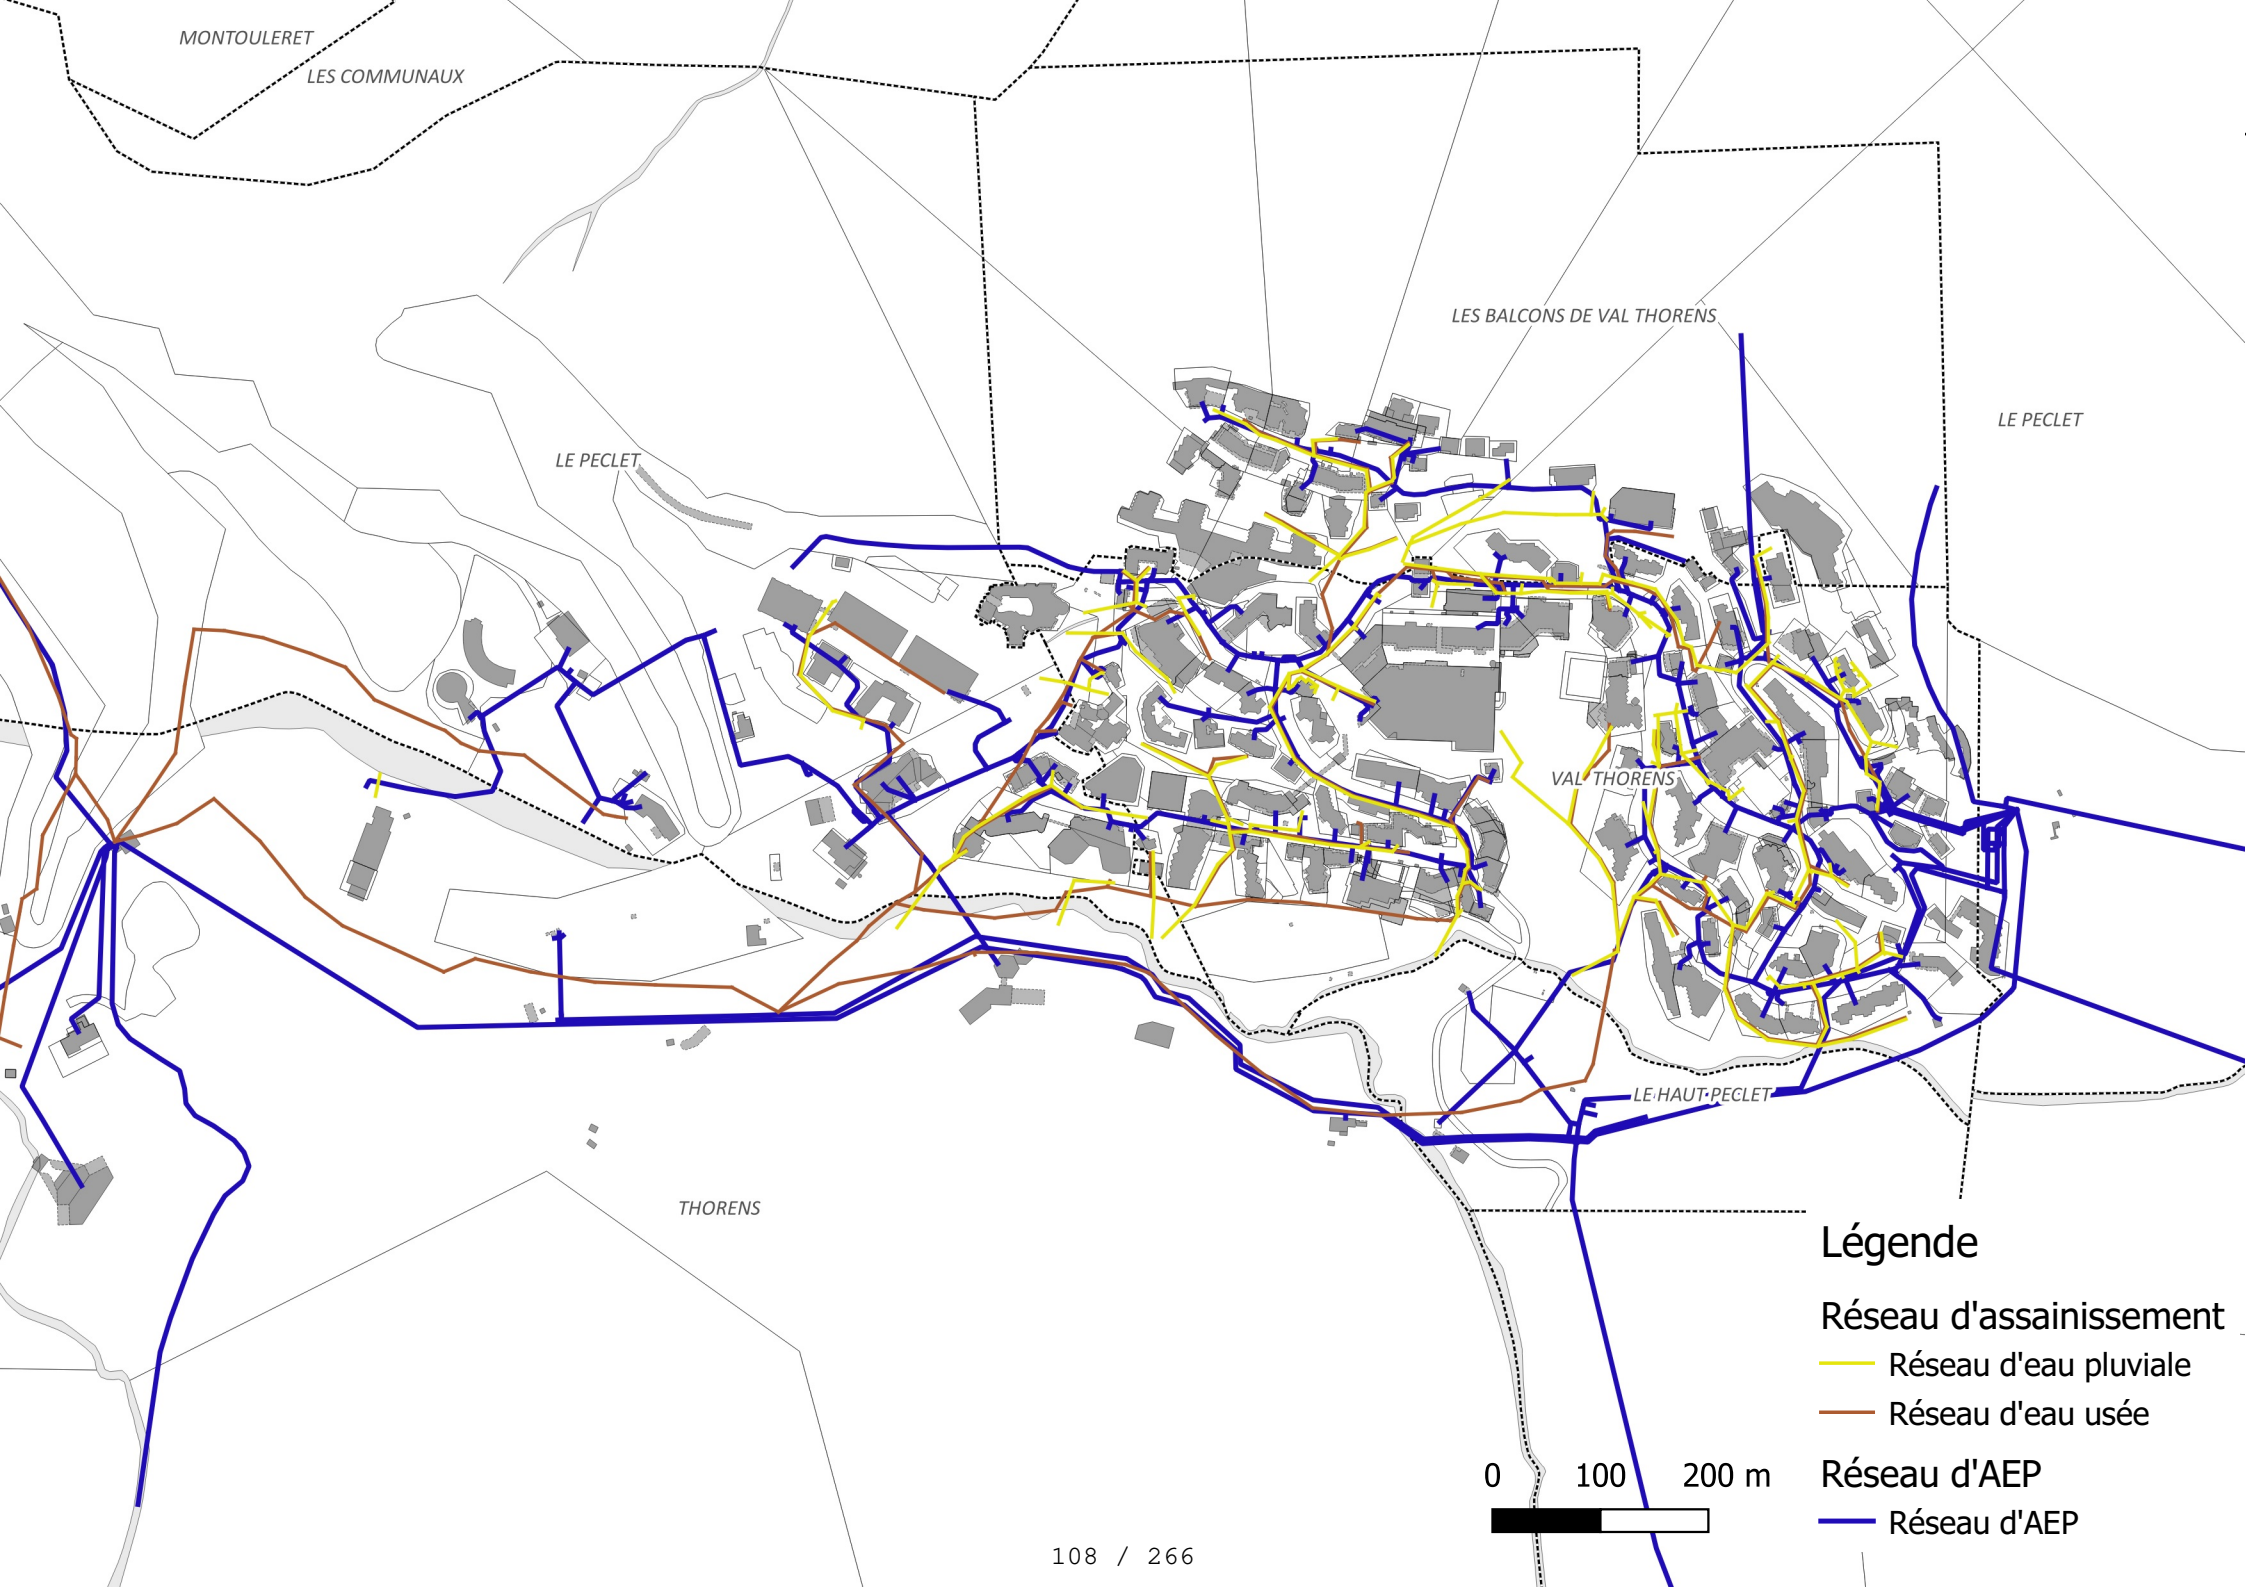 MONTOULERET
LES COMMUNAUX
LES BALCONS DE VAL THORENS
LE PECLET
LE PECLET
VAL THORENS
LE HAUT PECLET
THORENS
Légende
Réseau d'assainissement
Réseau d'eau pluviale
Réseau d'eau usée
0 100 200 m
Réseau d'AEP
Réseau d'AEP
108 / 266